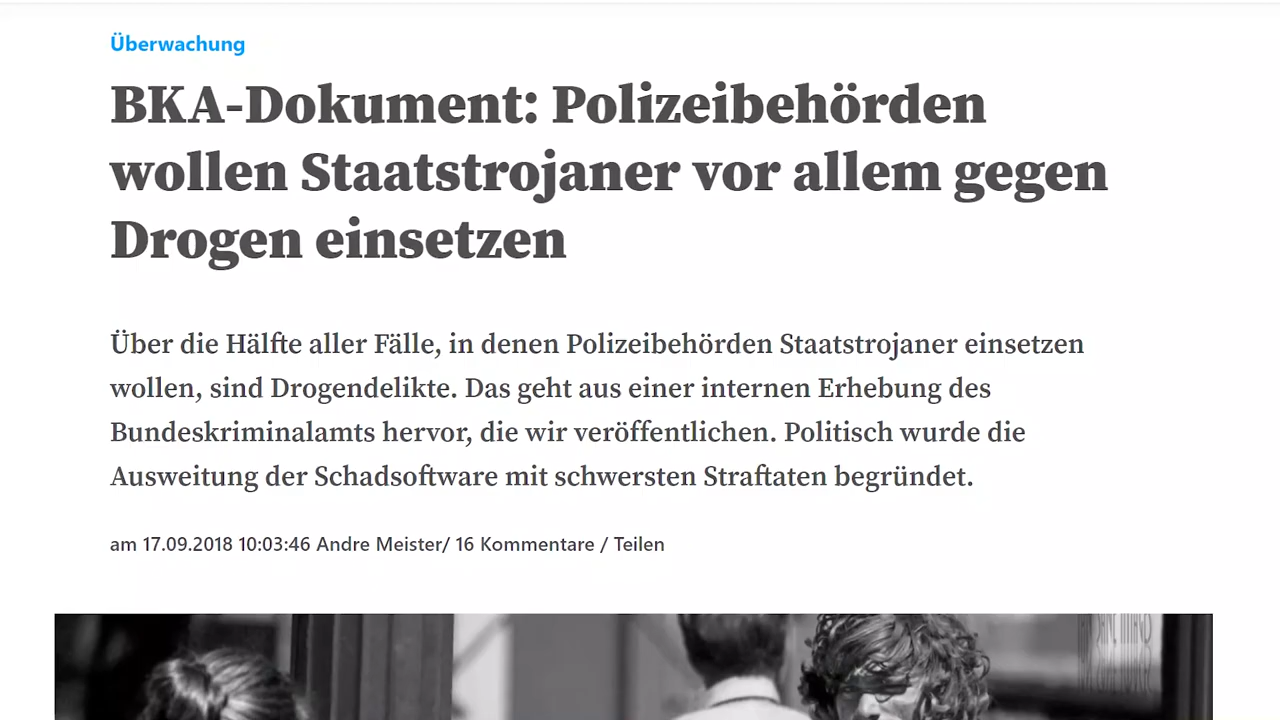 Überwachung
BKA-Dokument: Polizeibehörden
wollen Staatstrojaner vor allem gegen
Drogen einsetzen
Über die Hälfte aller Fälle, in denen Polizeibehörden Staatstrojaner einsetzen
wollen, sind Drogendelikte. Das geht aus einer internen Erhebung des
Bundeskriminalamts hervor, die wir veröffentlichen. Politisch wurde die
Ausweitung der Schadsoftware mit schwersten Straftaten begründet.
am 17.09.2018 10:03:46 Andre Meister/ 16 Kommentare / Teilen